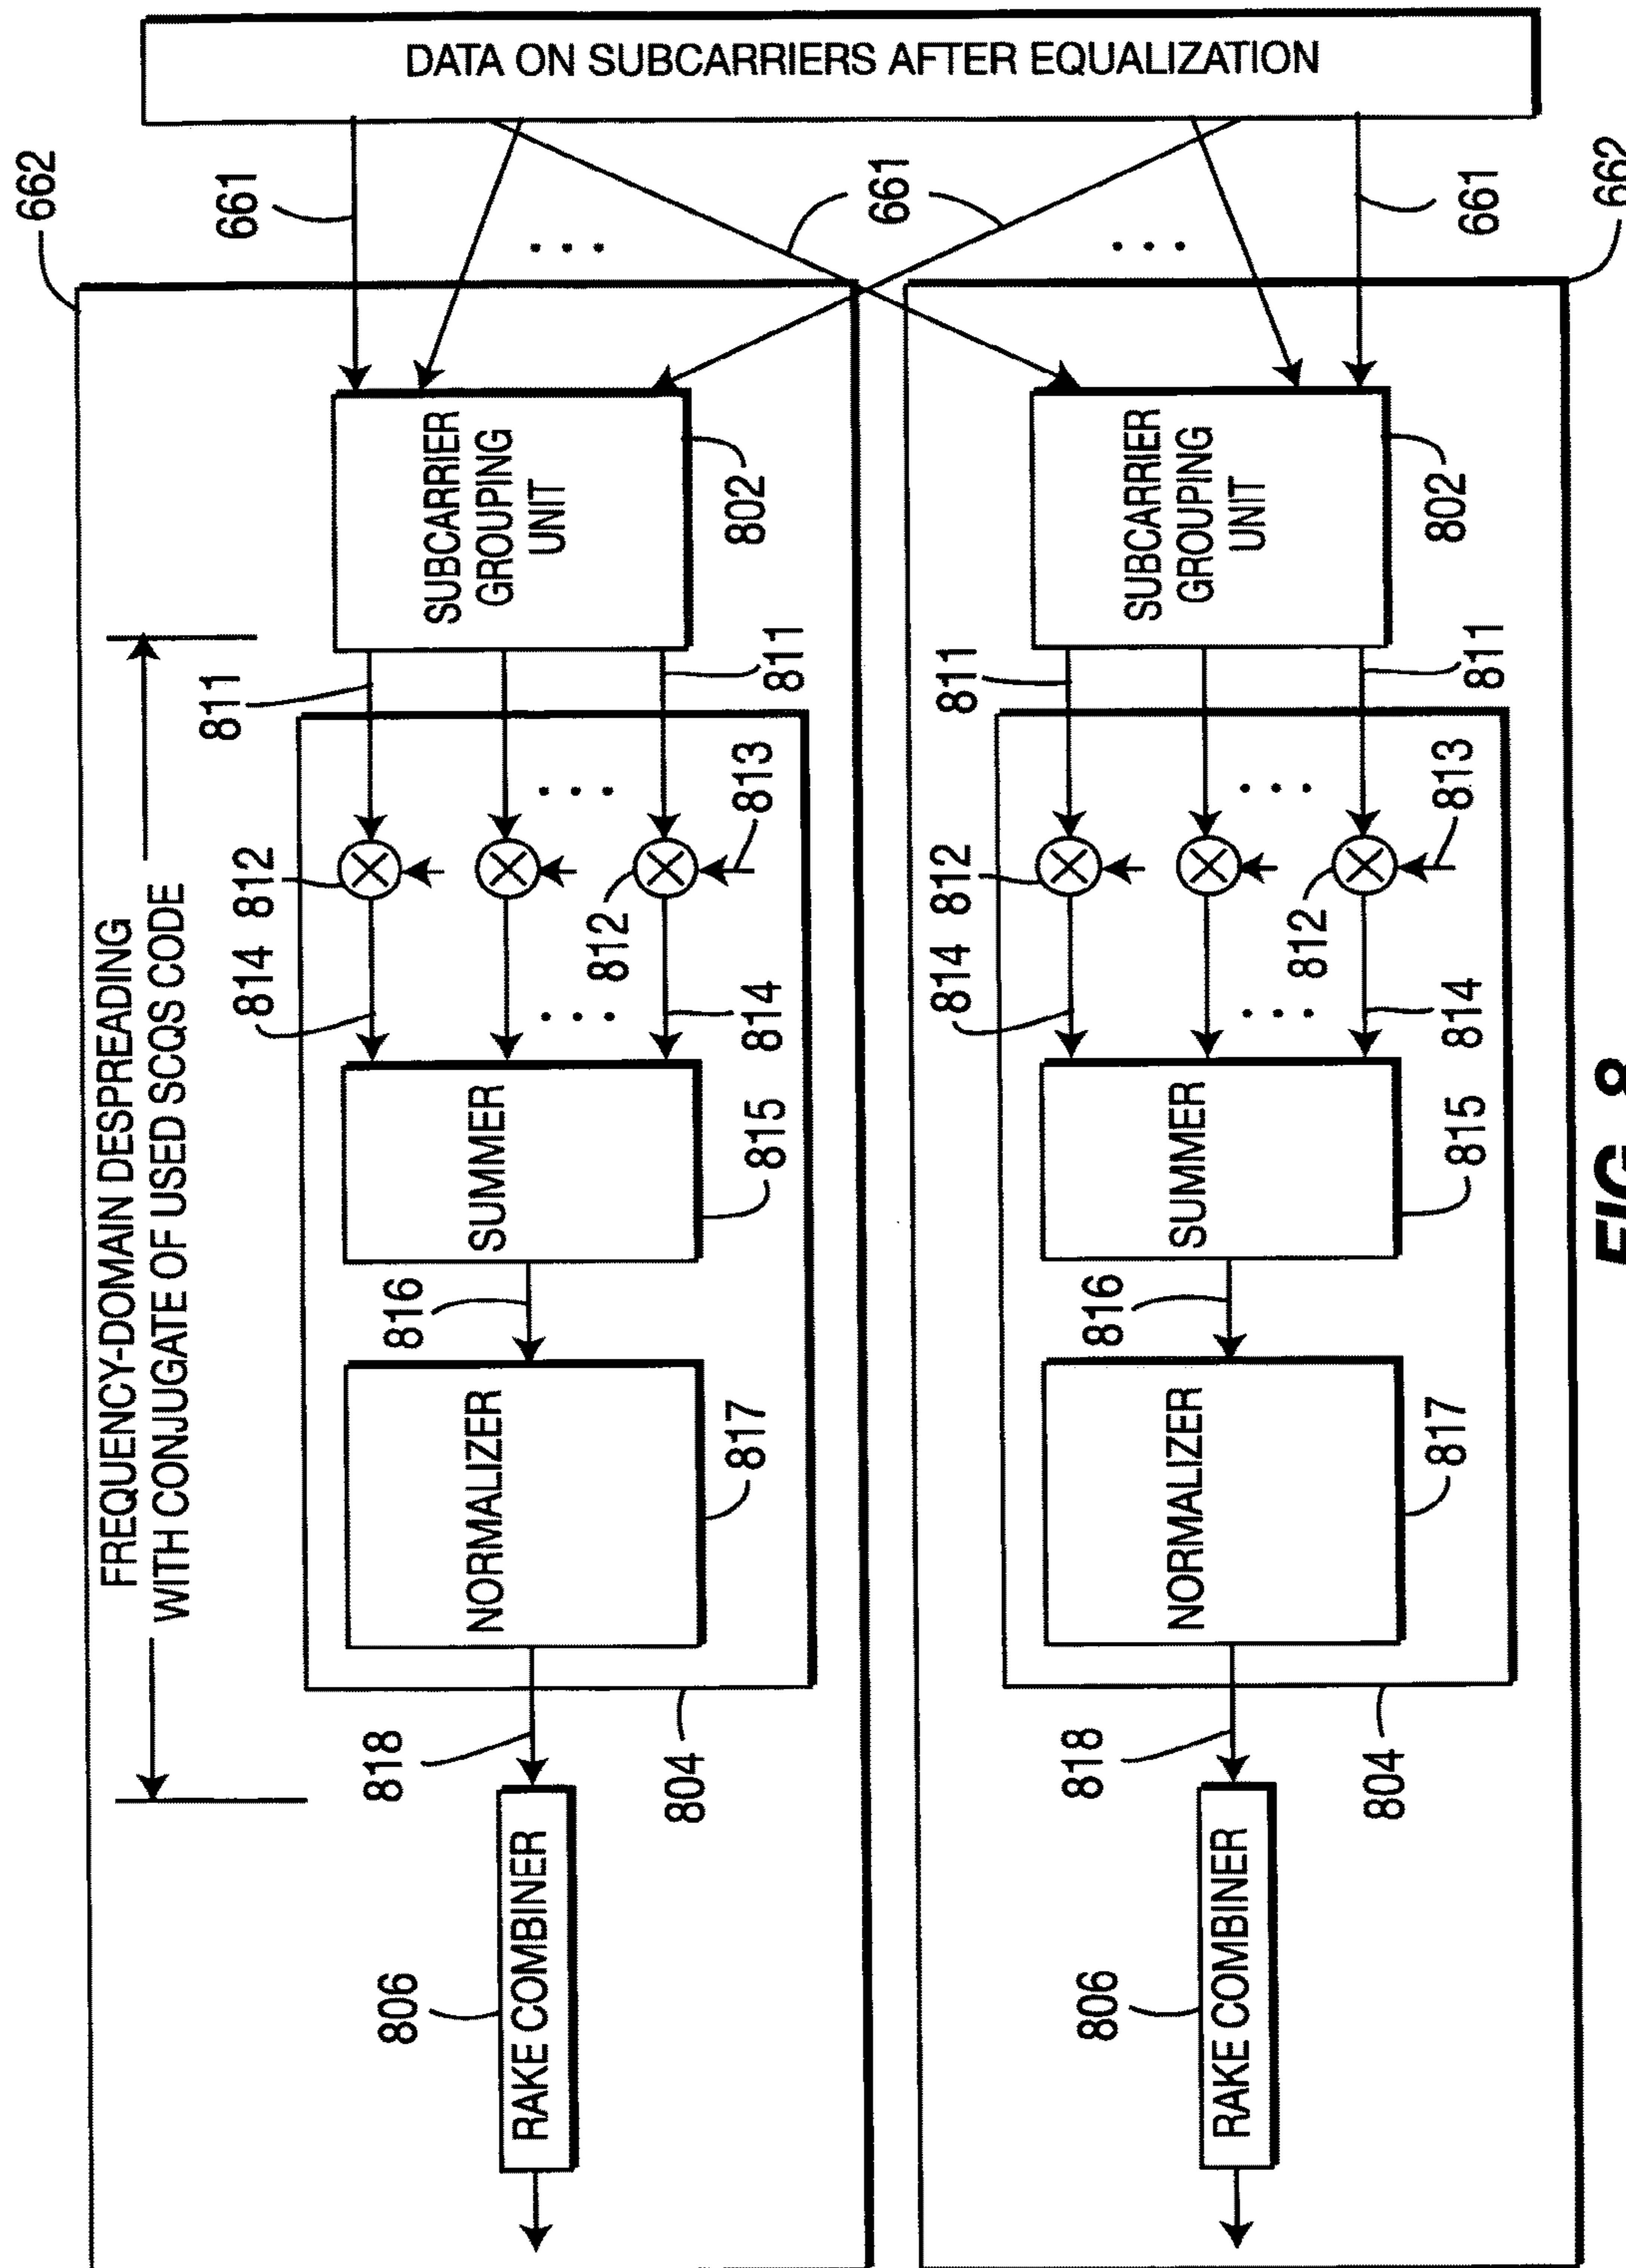 DATA ON SUBCARRIERS AFTER EQUALIZATION
662
661
661
661
662
SUBCARRIER
GROUPING
UNIT
802
SUBCARRIER
GROUPING
UNIT
802
FREQUENCY-DOMAIN DESPREADING
WITH CONJUGATE OF USED SCQS CODE
811
811
811
811
812
812
813
812
812
813
814
814
814
814
SUMMER
815
SUMMER
815
816
816
NORMALIZER
817
NORMALIZER
817
818
804
818
804
806
RAKE COMBINER
806
RAKE COMBINER
FIG. 8